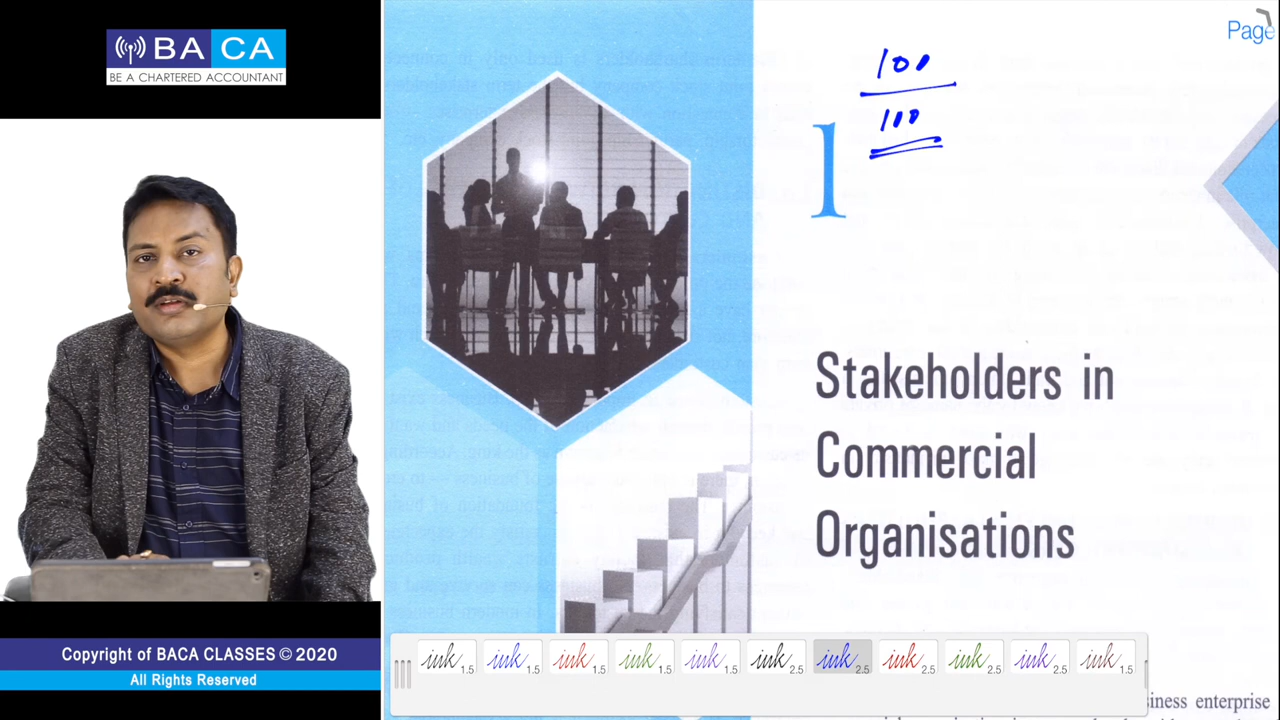 BACA
BE A CHARTERED ACCOUNTANT
Page
100
100
1
Stakeholders in
Commercial
Organisations
ink 1.5 ink 1.5 ink 1.5 ink 1.5 ink 1.5 ink 2.5 ink 2.5 ink 2.5 ink 2.5 ink 2.5 ink 1.5
siness enterprise
Copyright of BACA CLASSES © 2020
All Rights Reserved